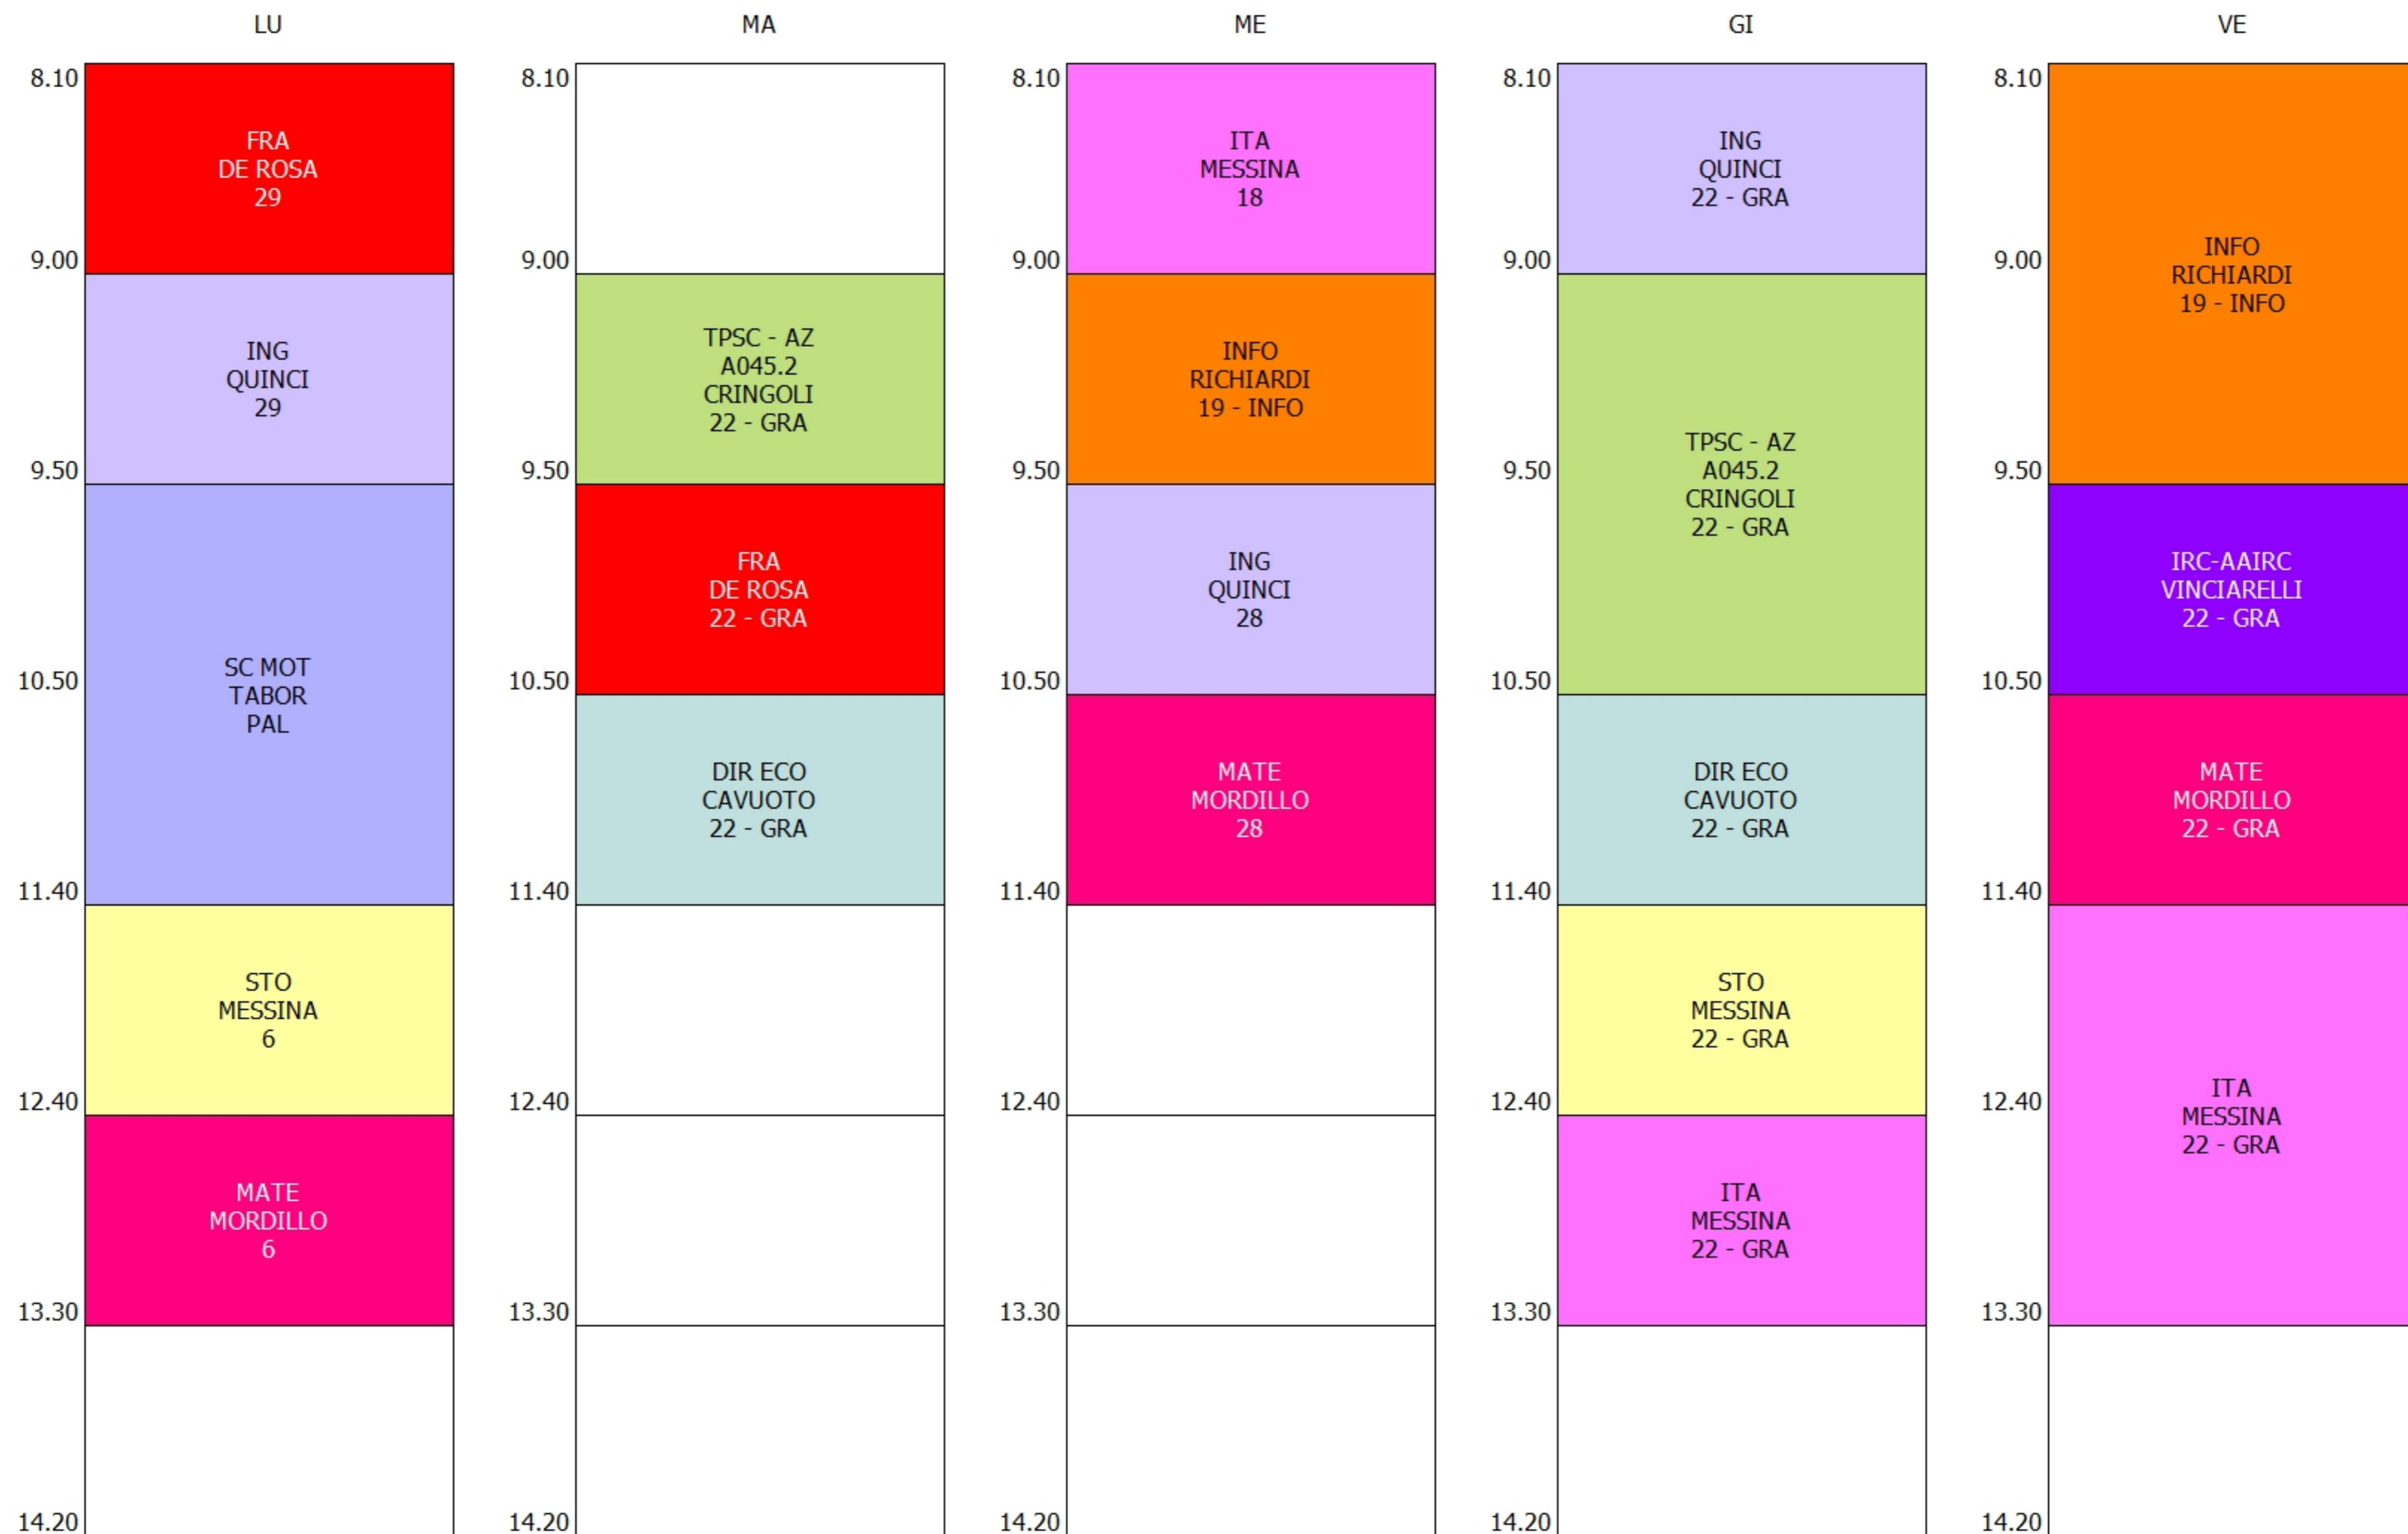 LU
8.10
FRA
DE ROSA
29
9.00
ING
QUINCI
29
9.50
SC MOT
TABOR
PAL
10.50
11.40
STO
MESSINA
6
12.40
MATE
MORDILLO
6
13.30
14.20
MA
8.10
9.00
TPSC - AZ
A045.2
CRINGOLI
22 - GRA
9.50
FRA
DE ROSA
22 - GRA
10.50
DIR ECO
CAVUOTO
22 - GRA
11.40
12.40
13.30
14.20
ME
8.10
ITA
MESSINA
18
9.00
INFO
RICHIARDI
19 - INFO
9.50
ING
QUINCI
28
10.50
MATE
MORDILLO
28
11.40
12.40
13.30
14.20
GI
8.10
ING
QUINCI
22 - GRA
9.00
TPSC - AZ
A045.2
CRINGOLI
22 - GRA
9.50
10.50
DIR ECO
CAVUOTO
22 - GRA
11.40
STO
MESSINA
22 - GRA
12.40
ITA
MESSINA
22 - GRA
13.30
14.20
VE
8.10
INFO
RICHIARDI
19 - INFO
9.00
9.50
IRC-AAIRC
VINCIARELLI
22 - GRA
10.50
MATE
MORDILLO
22 - GRA
11.40
ITA
MESSINA
22 - GRA
12.40
13.30
14.20